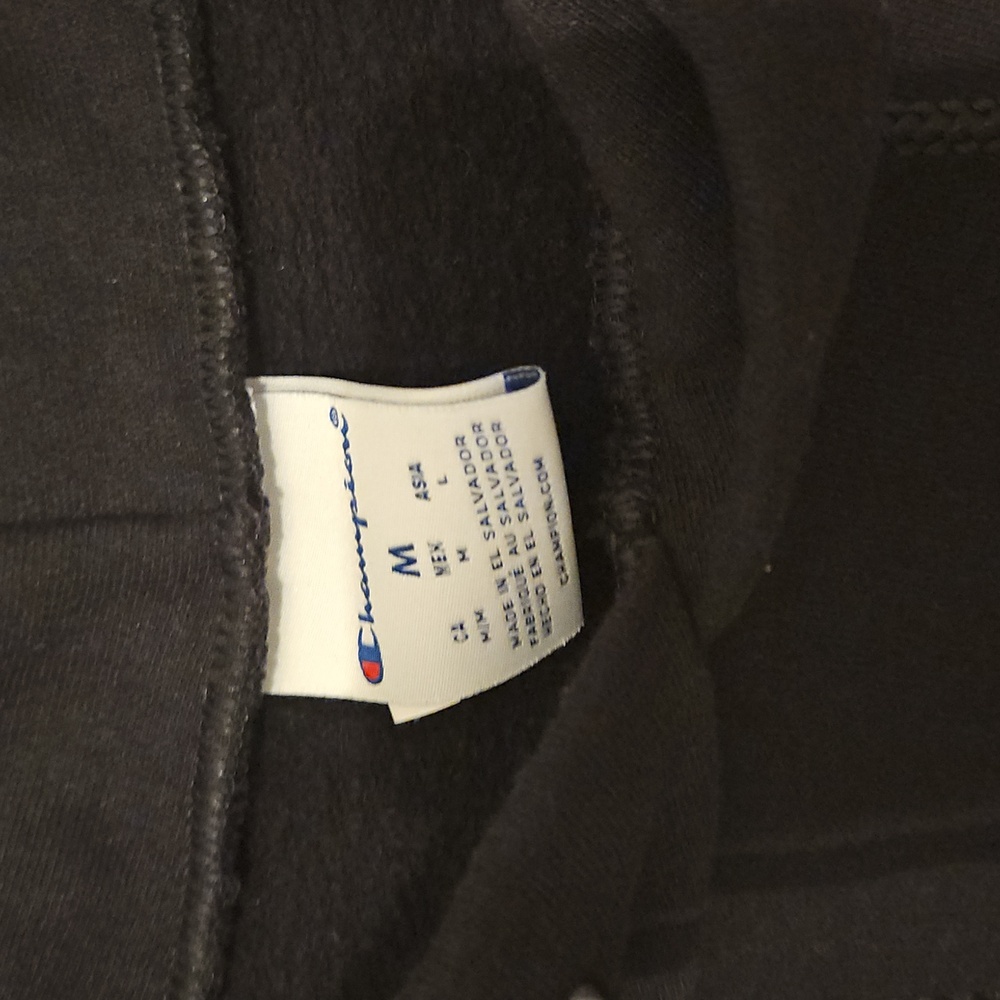 Champion®
M
CA MEX ASIA
M/M M L
MADE IN EL SALVADOR
FABRIQUÉ AU SALVADOR
HECHO EN EL SALVADOR
CHAMPION.COM